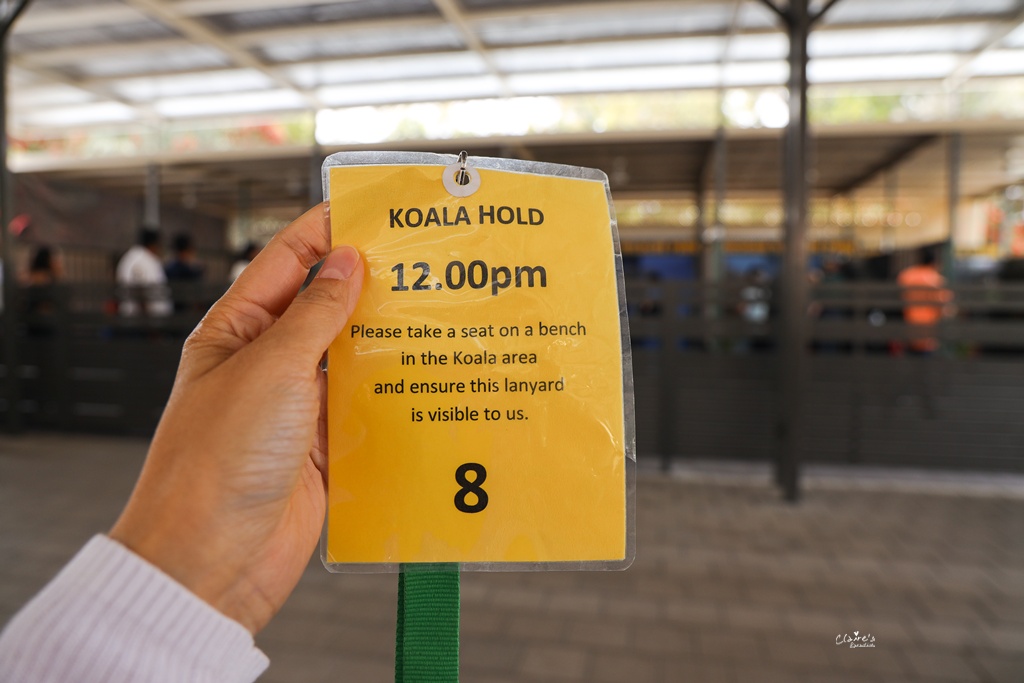 KOALA HOLD
12.00pm
Please take a seat on a bench
in the Koala area
and ensure this lanyard
is visible to us.
8
Claire's